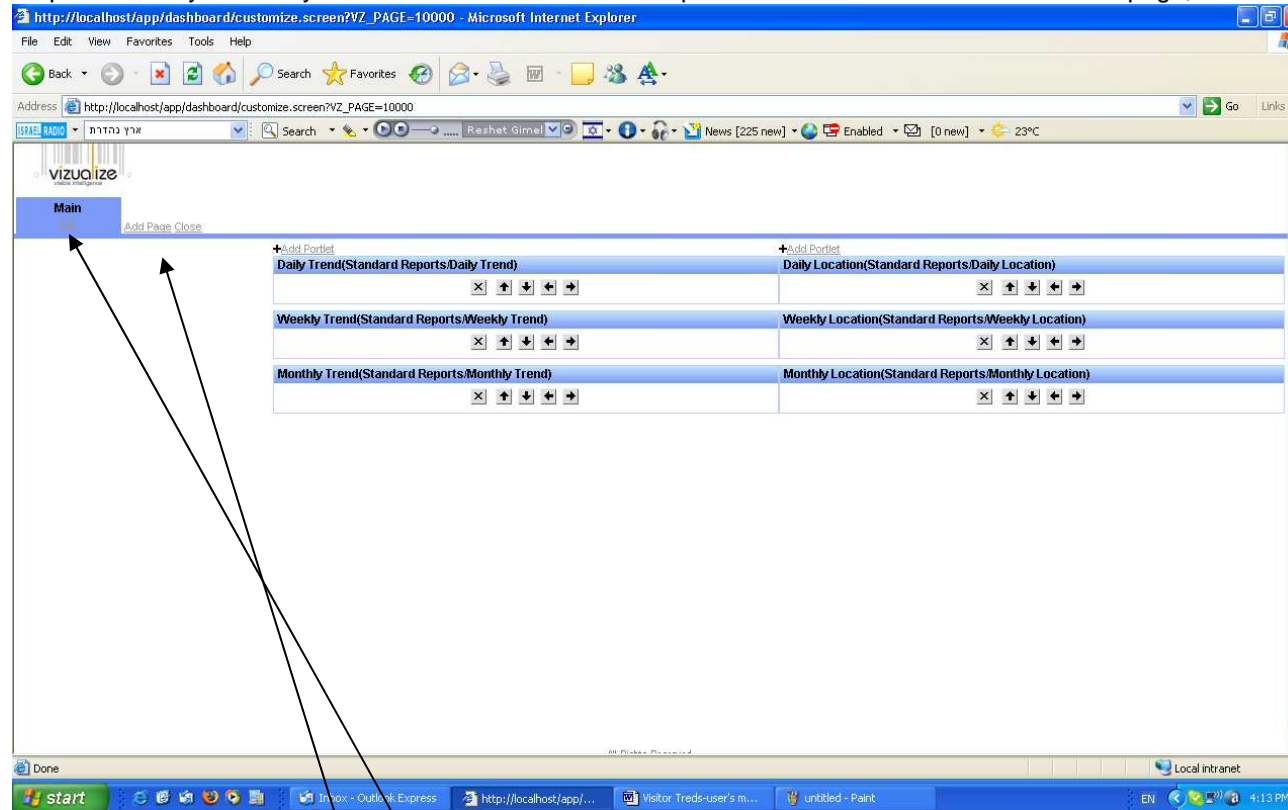 http://localhost/app/dashboard/customize.screen?VZ_PAGE=10000 - Microsoft Internet Explorer
File Edit View Favorites Tools Help
Back Search Favorites
Address http://localhost/app/dashboard/customize.screen?VZ_PAGE=10000 Go Links
ISRAEL RADIO ארץ נהדרת Search Reshet Gimel News [225 new] Enabled [0 new] 23°C
vizualize
visible intelligence
Main
Add Page Close
Add Portlet Add Portlet
Daily Trend(Standard Reports/Daily Trend) Daily Location(Standard Reports/Daily Location)
Weekly Trend(Standard Reports/Weekly Trend) Weekly Location(Standard Reports/Weekly Location)
Monthly Trend(Standard Reports/Monthly Trend) Monthly Location(Standard Reports/Monthly Location)
All Rights Reserved
Done Local intranet
start Inbox - Outlook Express http://localhost/app/... Visitor Treds-user's m... untitled - Paint EN 4:13 PM